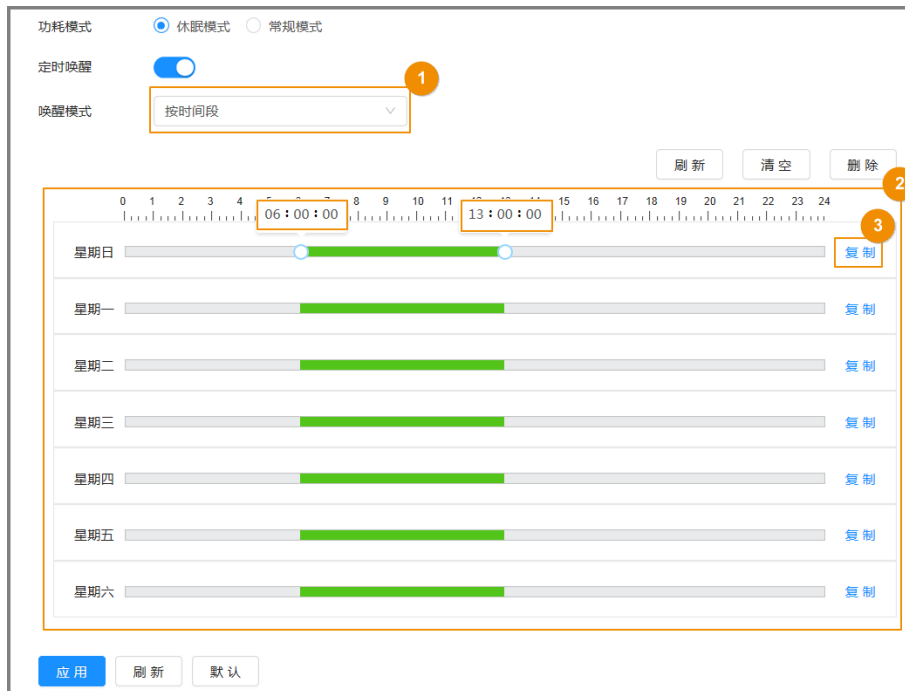 功耗模式 休眠模式 常规模式
定时唤醒
1
唤醒模式 按时间段
刷新 清空 删除
2
0 1 2 3 4 8 9 10 11 15 16 17 18 19 20 21 22 23 24
06:00:00 13:00:00
3
星期日 复制
星期一 复制
星期二 复制
星期三 复制
星期四 复制
星期五 复制
星期六 复制
应用 刷新 默认